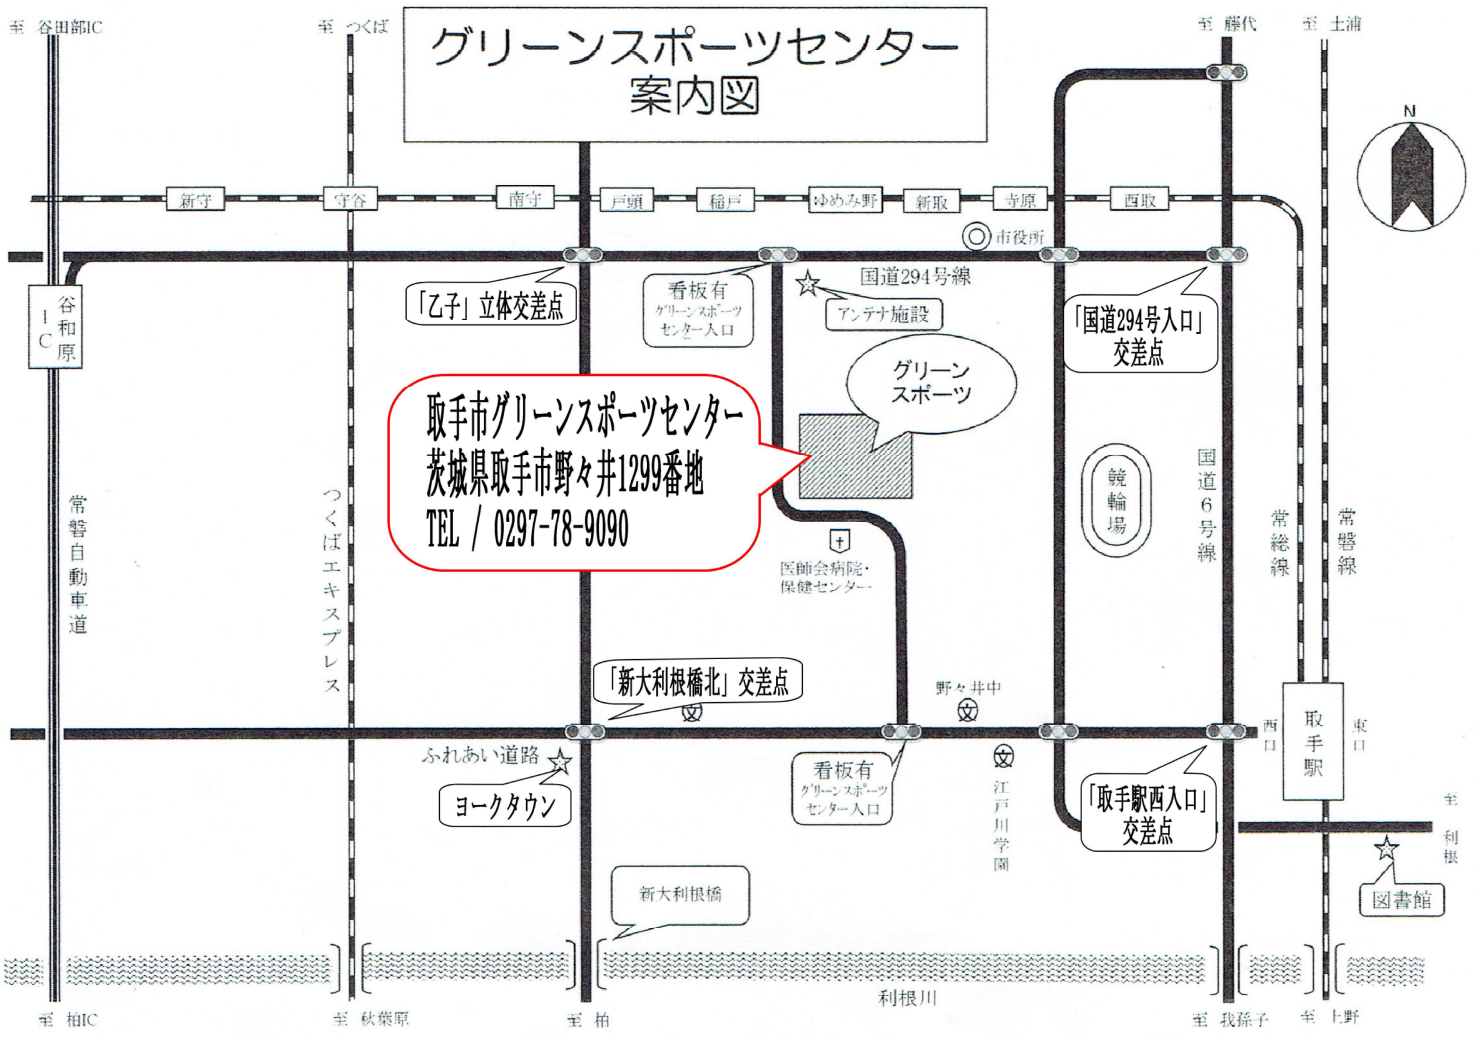 至 谷田部IC
至 つくば
グリーンスポーツセンター
案内図
至 藤代
至 土浦
N
新守
守谷
南守
戸頭
稲戸
ゆめみ野
新取
寺原
西取
市役所
国道294号線
「乙子」立体交差点
看板有
グリーンスポーツ
センター入口
アンテナ施設
「国道294号入口」
交差点
谷和原
IC
グリーン
スポーツ
取手市グリーンスポーツセンター
茨城県取手市野々井1299番地
TEL / 0297-78-9090
競輪場
国道6号線
常総線
常磐線
常磐自動車道
つくばエキスプレス
医師会病院・
保健センター
「新大利根橋北」交差点
文
野々井中
文
西口
取手駅
東口
ふれあい道路
ヨークタウン
看板有
グリーンスポーツ
センター入口
文
江戸川学園
「取手駅西入口」
交差点
至 利根
図書館
新大利根橋
利根川
至 柏IC
至 秋葉原
至 柏
至 我孫子
至 上野